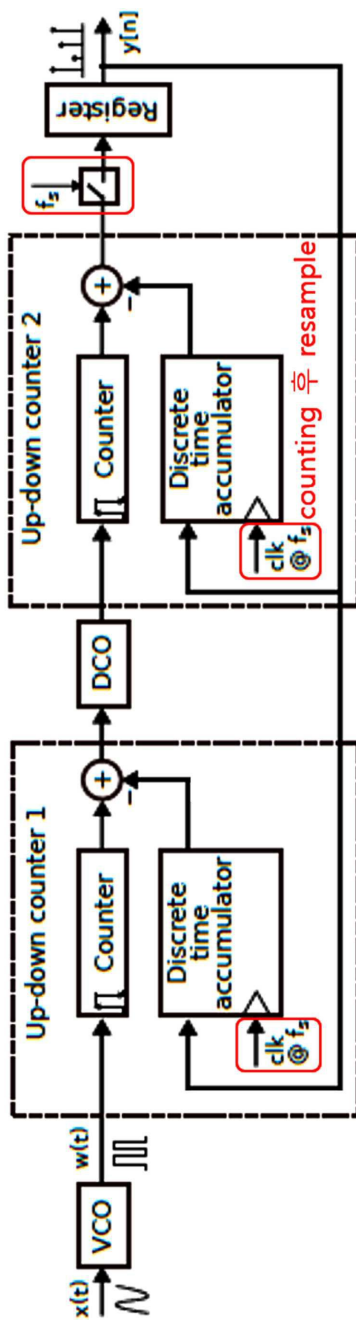 x(t)
VCO
w(t)
Up-down counter 1
Counter
Discrete
time
accumulator
clk
@ fs
+
−
DCO
Up-down counter 2
Counter
Discrete
time
accumulator
clk
@ fs
counting 후 resample
+
−
fs
Register
y[n]